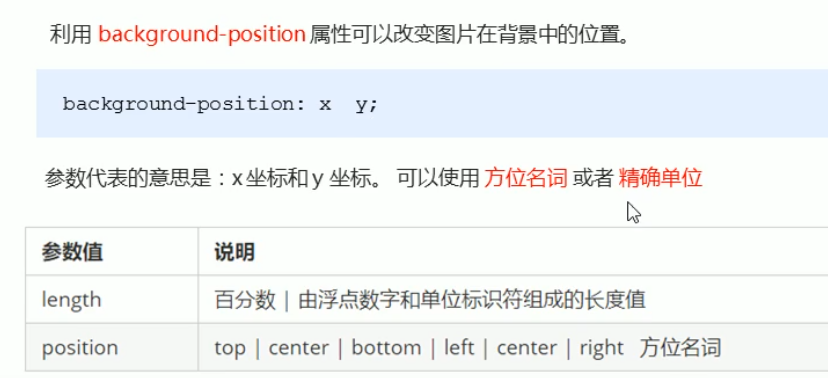 利用 background-position 属性可以改变图片在背景中的位置。
background-position: x  y;
参数代表的意思是：x 坐标和 y 坐标。 可以使用 方位名词 或者 精确单位
参数值 说明
length 百分数 | 由浮点数字和单位标识符组成的长度值
position top | center | bottom | left | center | right 方位名词